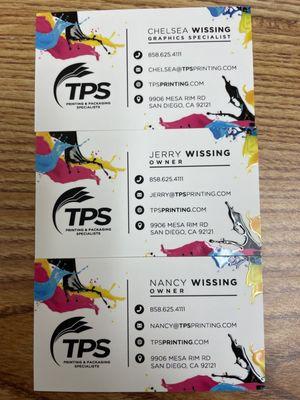 CHELSEA WISSING
GRAPHICS SPECIALIST
858.625.4111
CHELSEA@TPSPRINTING.COM
TPSPRINTING.COM
9906 MESA RIM RD
SAN DIEGO, CA 92121
TPS
PRINTING & PACKAGING
SPECIALISTS
JERRY WISSING
OWNER
858.625.4111
JERRY@TPSPRINTING.COM
TPSPRINTING.COM
9906 MESA RIM RD
SAN DIEGO, CA 92121
TPS
PRINTING & PACKAGING
SPECIALISTS
NANCY WISSING
OWNER
858.625.4111
NANCY@TPSPRINTING.COM
TPSPRINTING.COM
9906 MESA RIM RD
SAN DIEGO, CA 92121
TPS
PRINTING & PACKAGING
SPECIALISTS